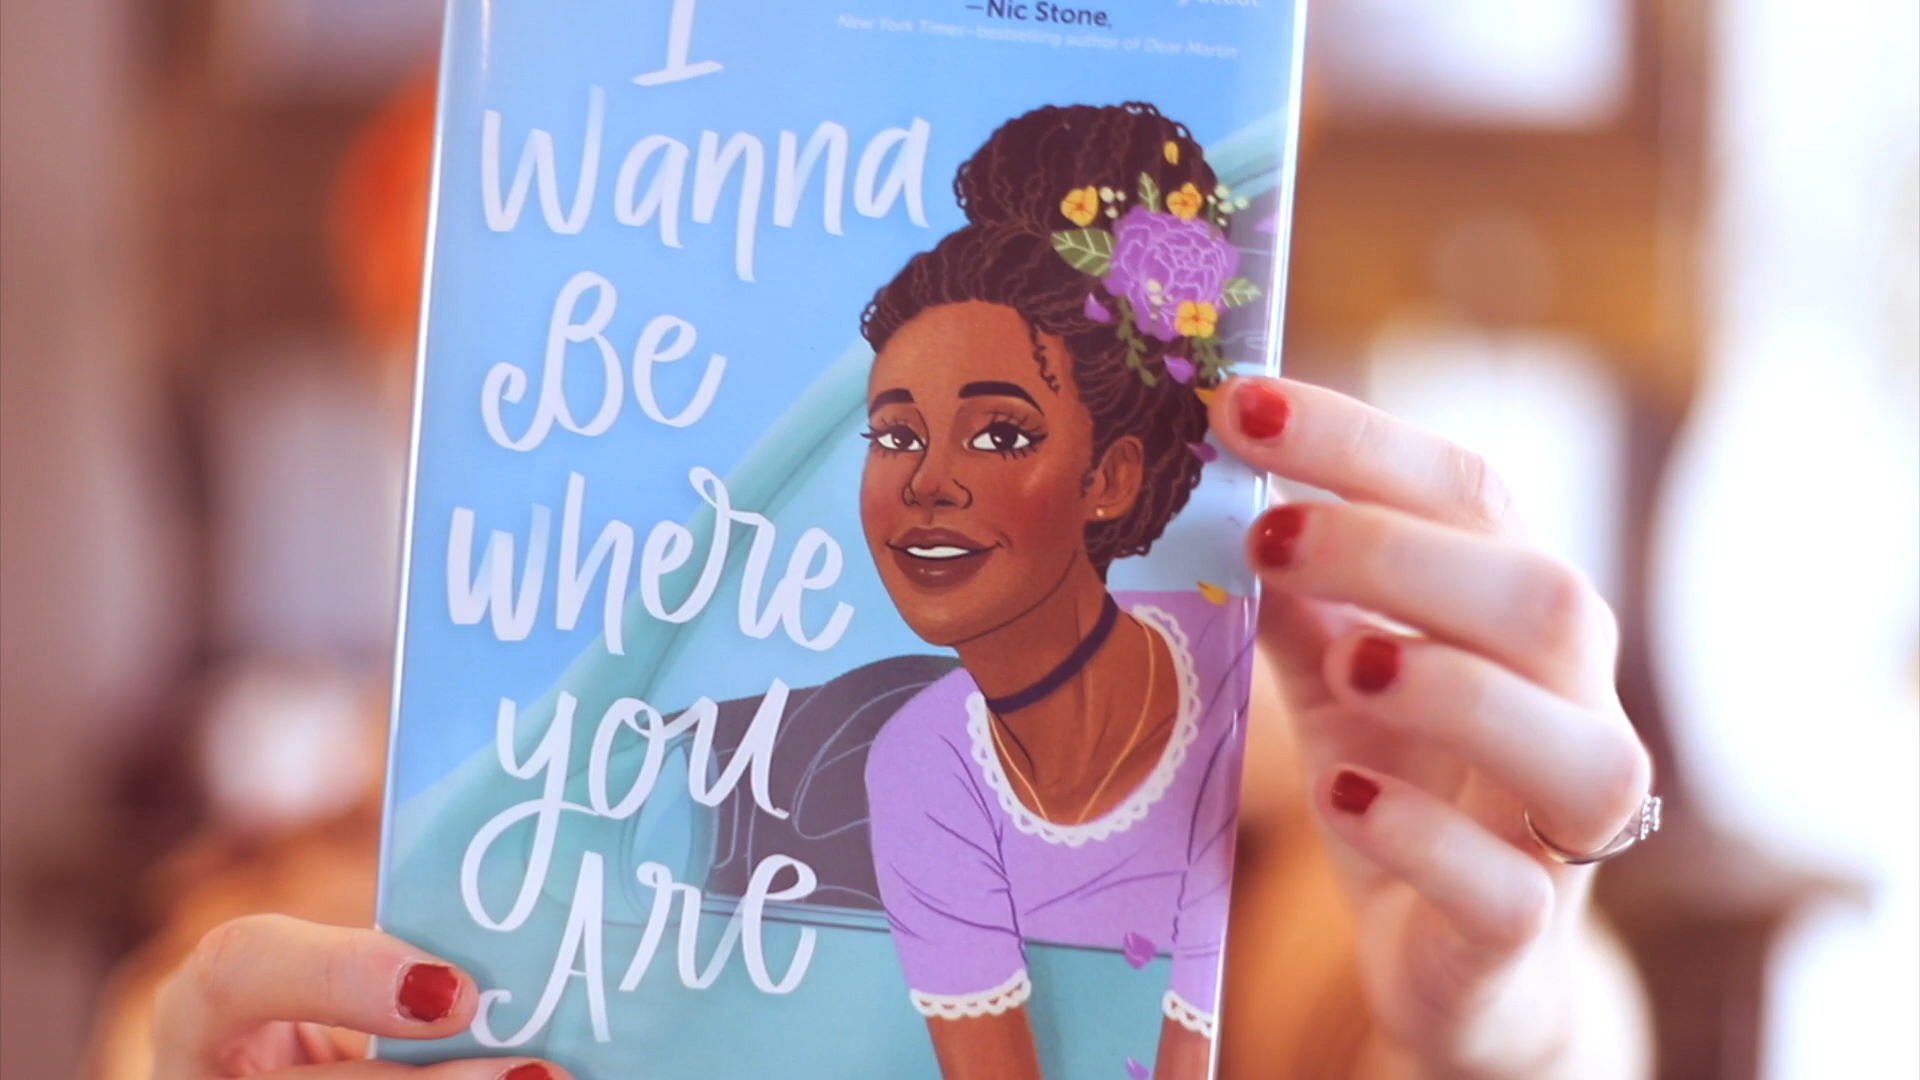 —Nic Stone,
New York Times–bestselling author of Dear Martin
I
Wanna
Be
where
you
Are